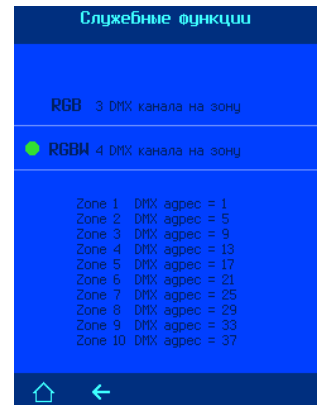 Служебные функции
RGB 3 DMX канала на зону
RGBW 4 DMX канала на зону
Zone 1 DMX адрес = 1
Zone 2 DMX адрес = 5
Zone 3 DMX адрес = 9
Zone 4 DMX адрес = 13
Zone 5 DMX адрес = 17
Zone 6 DMX адрес = 21
Zone 7 DMX адрес = 25
Zone 8 DMX адрес = 29
Zone 9 DMX адрес = 33
Zone 10 DMX адрес = 37